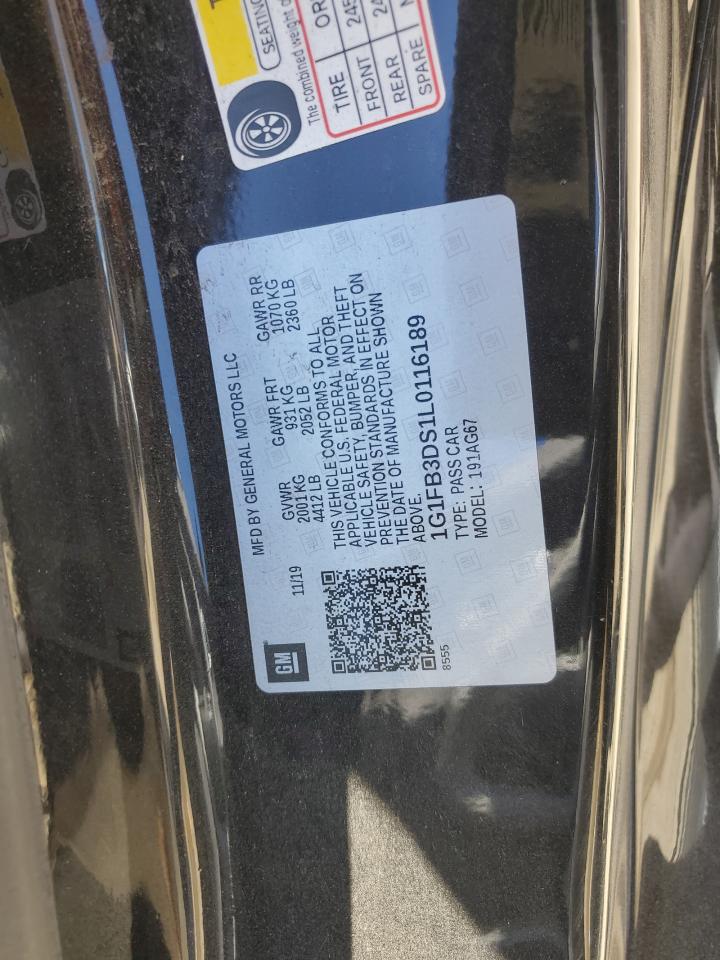 SEATING
The combined weight
TIRE
FRONT
REAR
SPARE
GM
MFD BY GENERAL MOTORS LLC
11/19
GVWR GAWR FRT GAWR RR
2001 KG 931 KG 1070 KG
4412 LB 2052 LB 2360 LB
THIS VEHICLE CONFORMS TO ALL
APPLICABLE U.S. FEDERAL MOTOR
VEHICLE SAFETY, BUMPER, AND THEFT
PREVENTION STANDARDS IN EFFECT ON
THE DATE OF MANUFACTURE SHOWN
ABOVE.
1G1FB3DS1L0116189
TYPE: PASS CAR
MODEL: 191AG67
8555